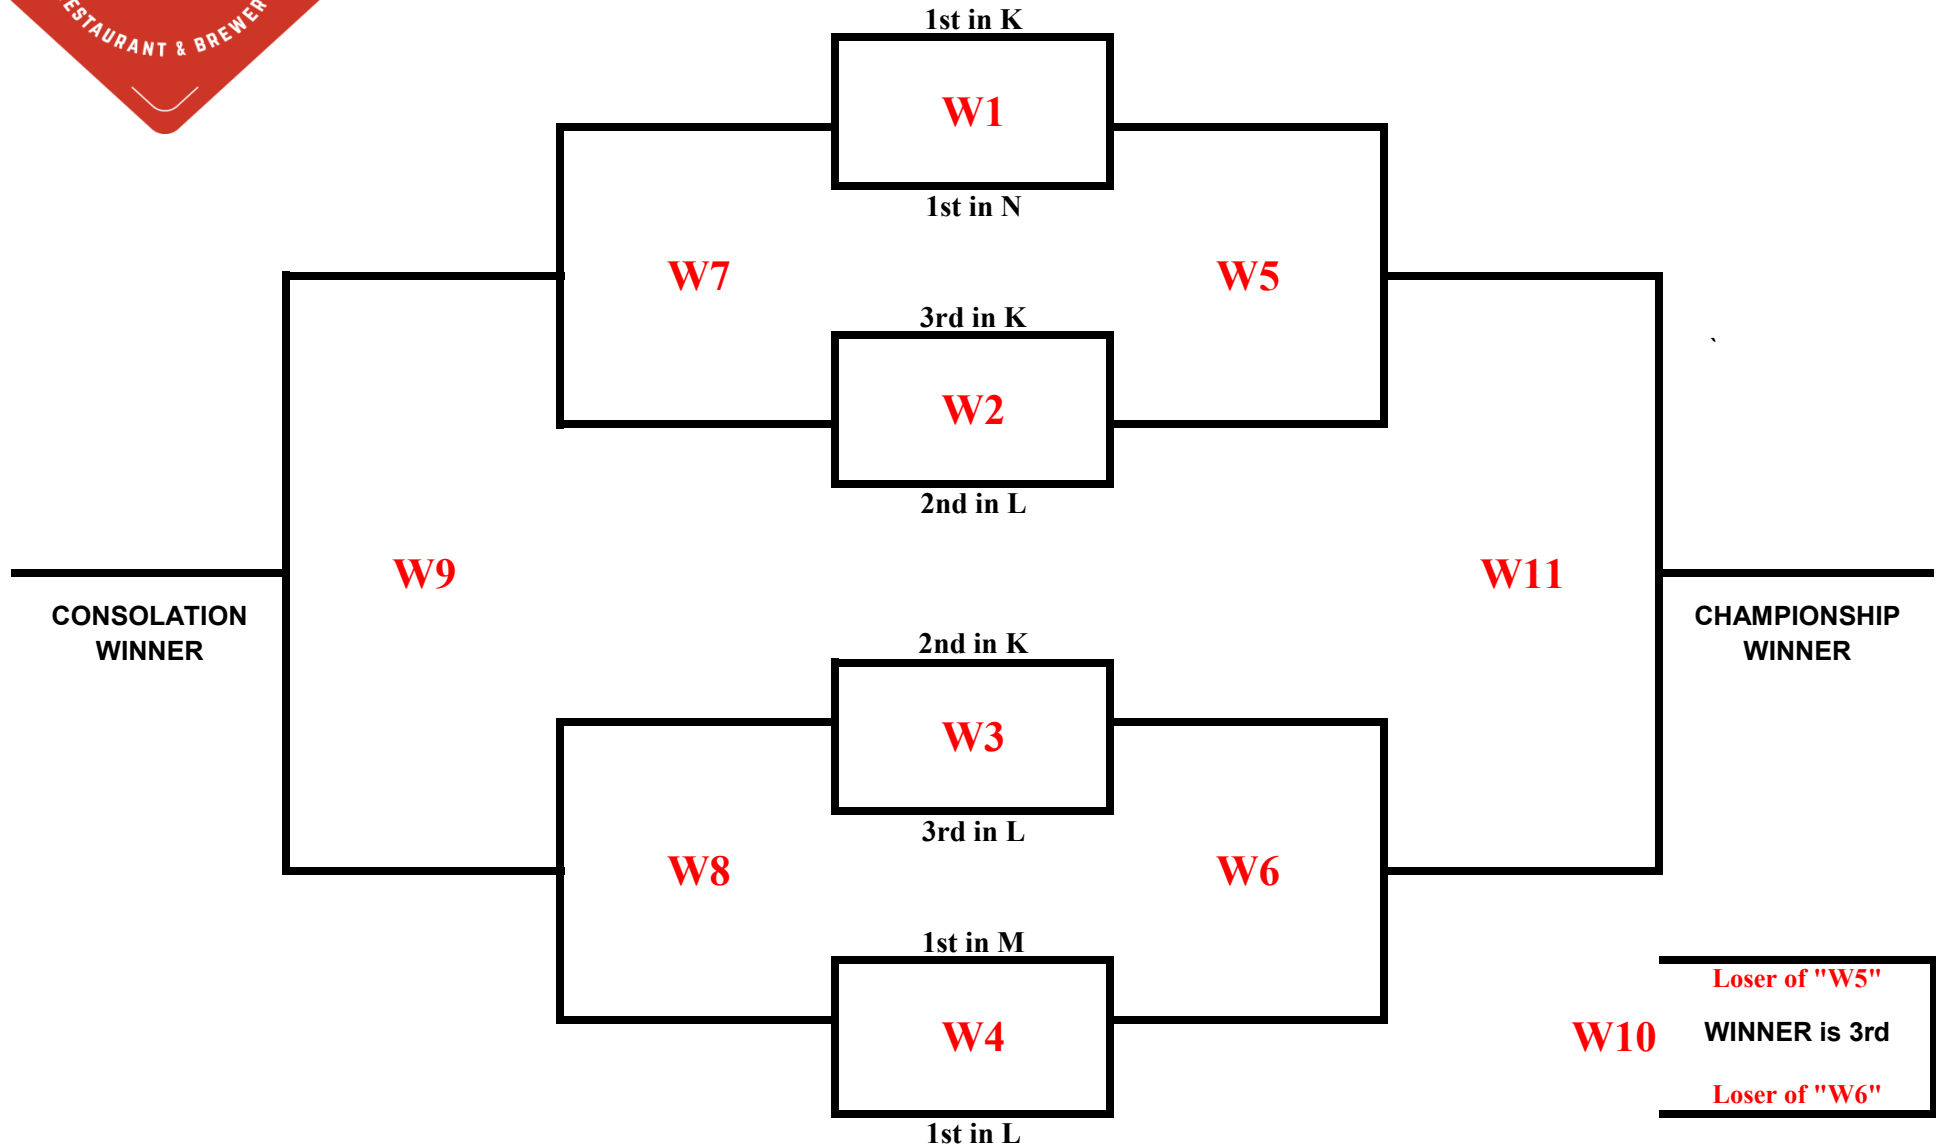 & 
1st in K
W1
1st in N
W7
W5
3rd in K
`
W2
2nd in L
W9
W11
CONSOLATION
WINNER
CHAMPIONSHIP
WINNER
2nd in K
W3
3rd in L
W8
W6
1st in M
Loser of "W5"
W4
W10
WINNER is 3rd
Loser of "W6"
1st in L